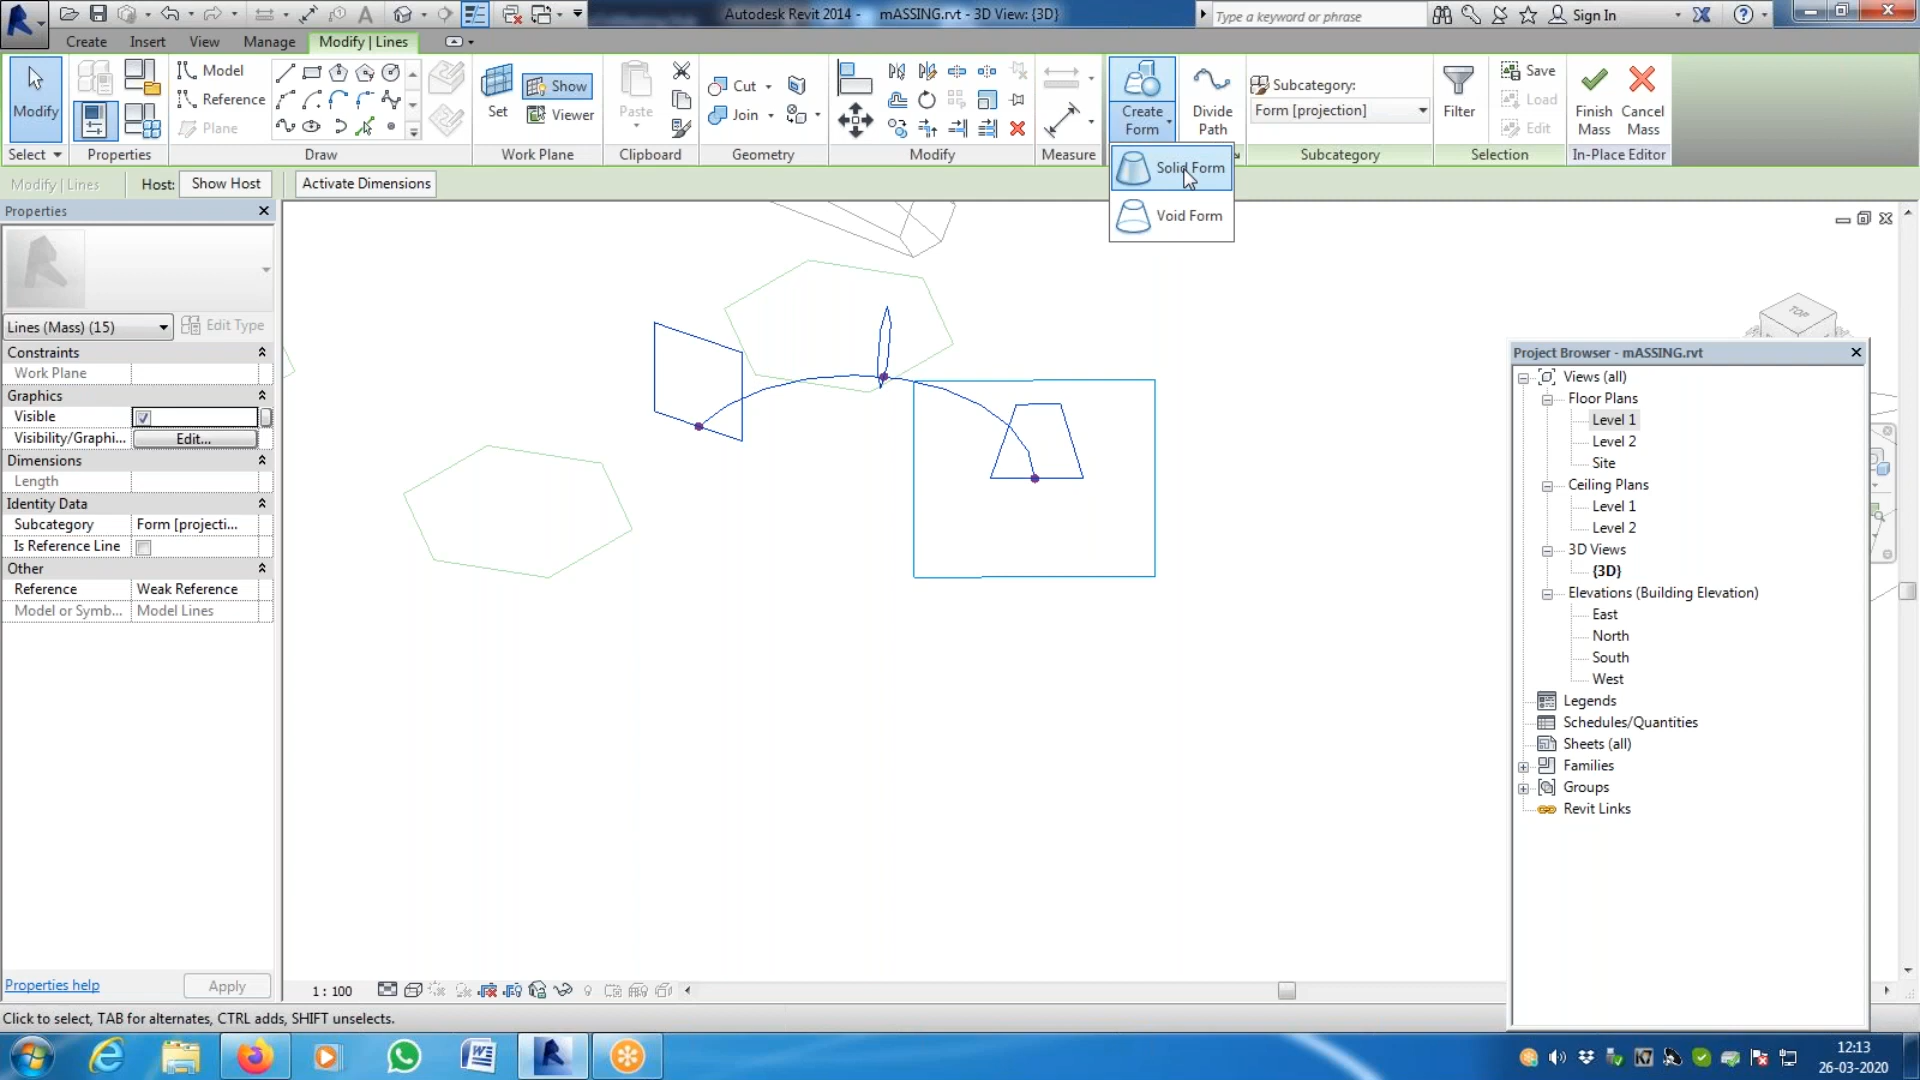 Autodesk Revit 2014 - mASSING.rvt - 3D View: {3D}
Type a keyword or phrase
Sign In
Create Insert View Manage Modify | Lines
Modify
Model
Reference
Plane
Set
Show
Viewer
Paste
Cut
Join
Create Form
Divide Path
Subcategory:
Form [projection]
Filter
Save
Load
Edit
Finish Mass
Cancel Mass
Select Properties Draw Work Plane Clipboard Geometry Modify Measure Subcategory Selection In-Place Editor
Solid Form
Void Form
Modify | Lines Host: Show Host Activate Dimensions
Properties
Lines (Mass) (15) Edit Type
Constraints
Work Plane
Graphics
Visible
Visibility/Graphi... Edit...
Dimensions
Length
Identity Data
Subcategory Form [projecti...
Is Reference Line
Other
Reference Weak Reference
Model or Symb... Model Lines
Properties help Apply
TOP
Project Browser - mASSING.rvt
Views (all)
Floor Plans
Level 1
Level 2
Site
Ceiling Plans
Level 1
Level 2
3D Views
{3D}
Elevations (Building Elevation)
East
North
South
West
Legends
Schedules/Quantities
Sheets (all)
Families
Groups
Revit Links
1 : 100
Click to select, TAB for alternates, CTRL adds, SHIFT unselects.
12:13
26-03-2020